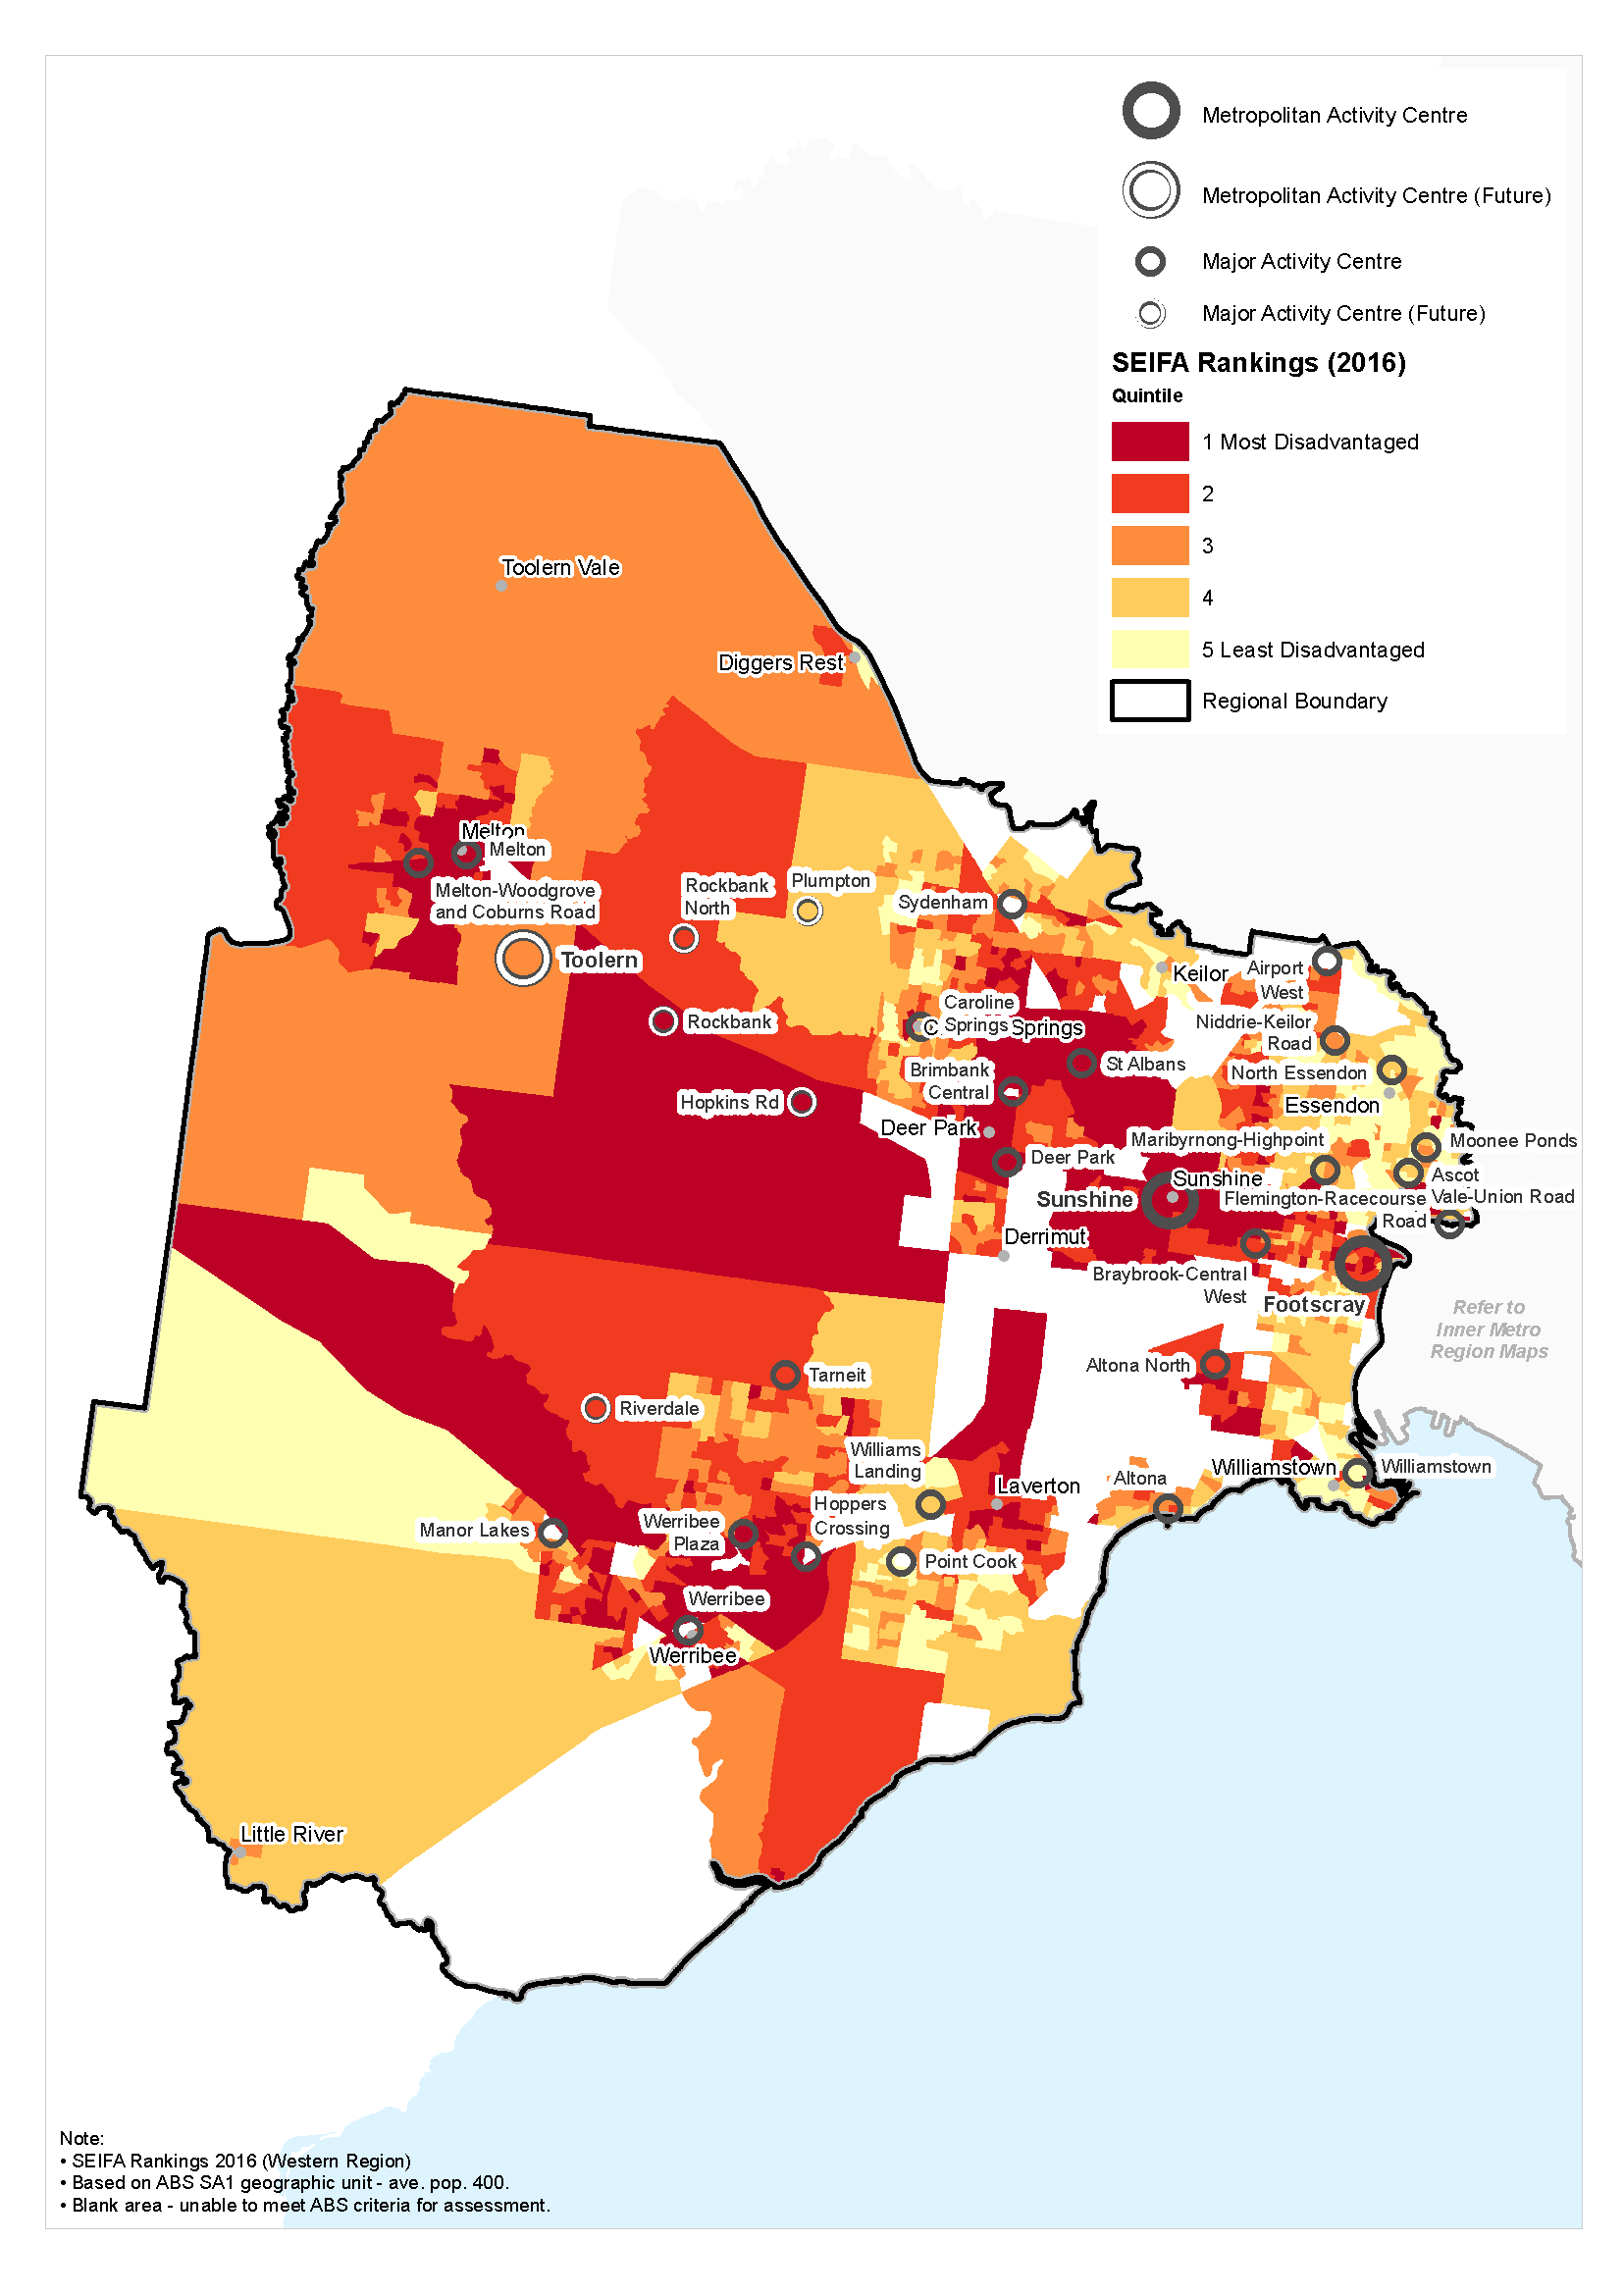 Metropolitan Activity Centre
Metropolitan Activity Centre (Future)
Major Activity Centre
Major Activity Centre (Future)
SEIFA Rankings (2016)
Quintile
1 Most Disadvantaged
2
3
4
5 Least Disadvantaged
Regional Boundary
Toolern Vale
Diggers Rest
Melton
Melton
Melton-Woodgrove
and Coburns Road
Rockbank
North
Plumpton
Sydenham
Toolern
Rockbank
Keilor
Airport
West
Caroline
Springs
Springs
Niddrie-Keilor
Road
St Albans
North Essendon
Brimbank
Central
Hopkins Rd
Essendon
Deer Park
Maribyrnong-Highpoint
Moonee Ponds
Deer Park
Ascot
Vale-Union Road
Sunshine
Sunshine
Flemington-Racecourse
Road
Derrimut
Braybrook-Central
West
Footscray
Refer to
Inner Metro
Region Maps
Altona North
Tarneit
Riverdale
Williams
Landing
Williamstown
Williamstown
Altona
Laverton
Hoppers
Crossing
Werribee
Plaza
Manor Lakes
Point Cook
Werribee
Werribee
Little River
Note:
• SEIFA Rankings 2016 (Western Region)
• Based on ABS SA1 geographic unit - ave. pop. 400.
• Blank area - unable to meet ABS criteria for assessment.